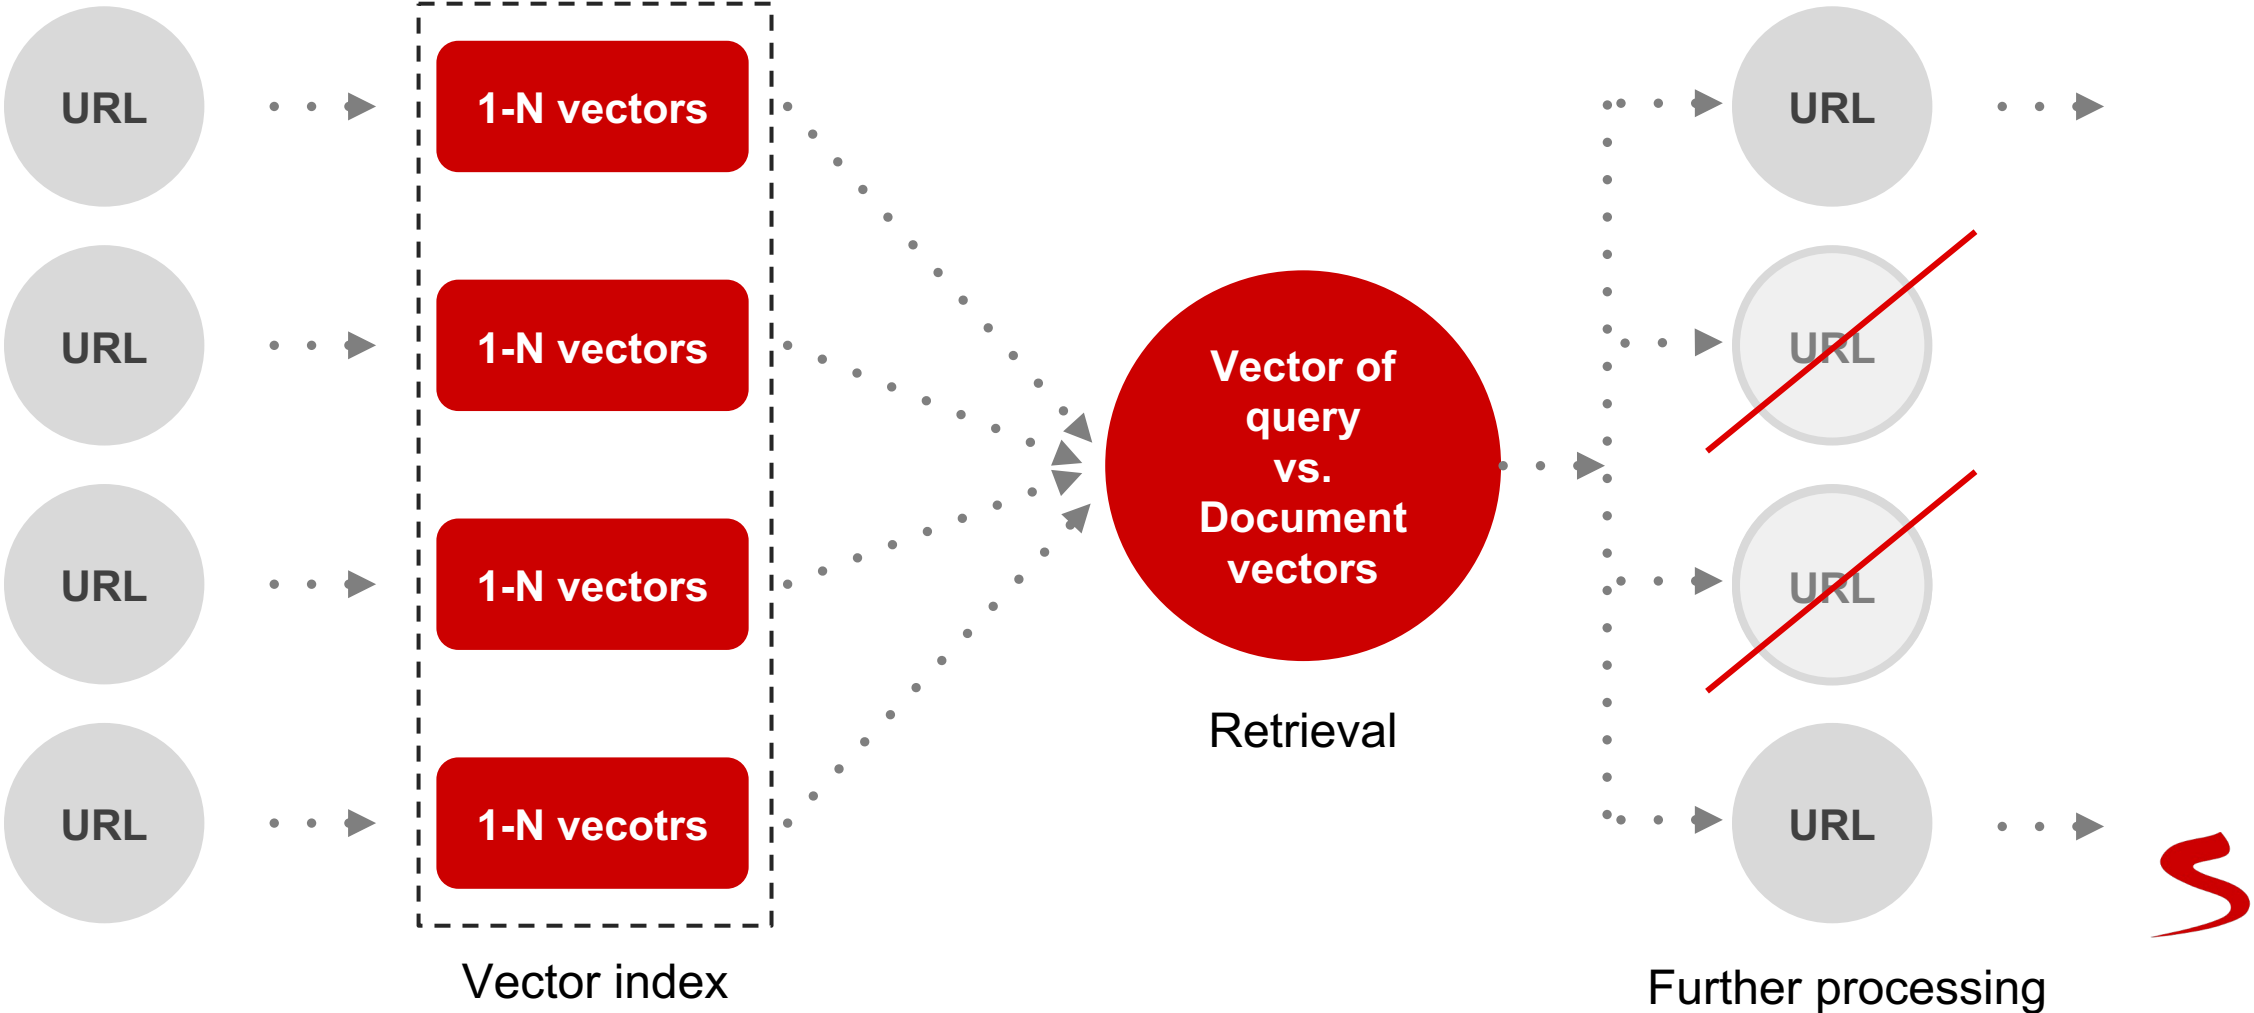 URL
1-N vectors
URL
URL
1-N vectors
URL
URL
1-N vectors
URL
URL
1-N vecotrs
URL
Vector of
query
vs.
Document
vectors
Retrieval
Vector index
Further processing